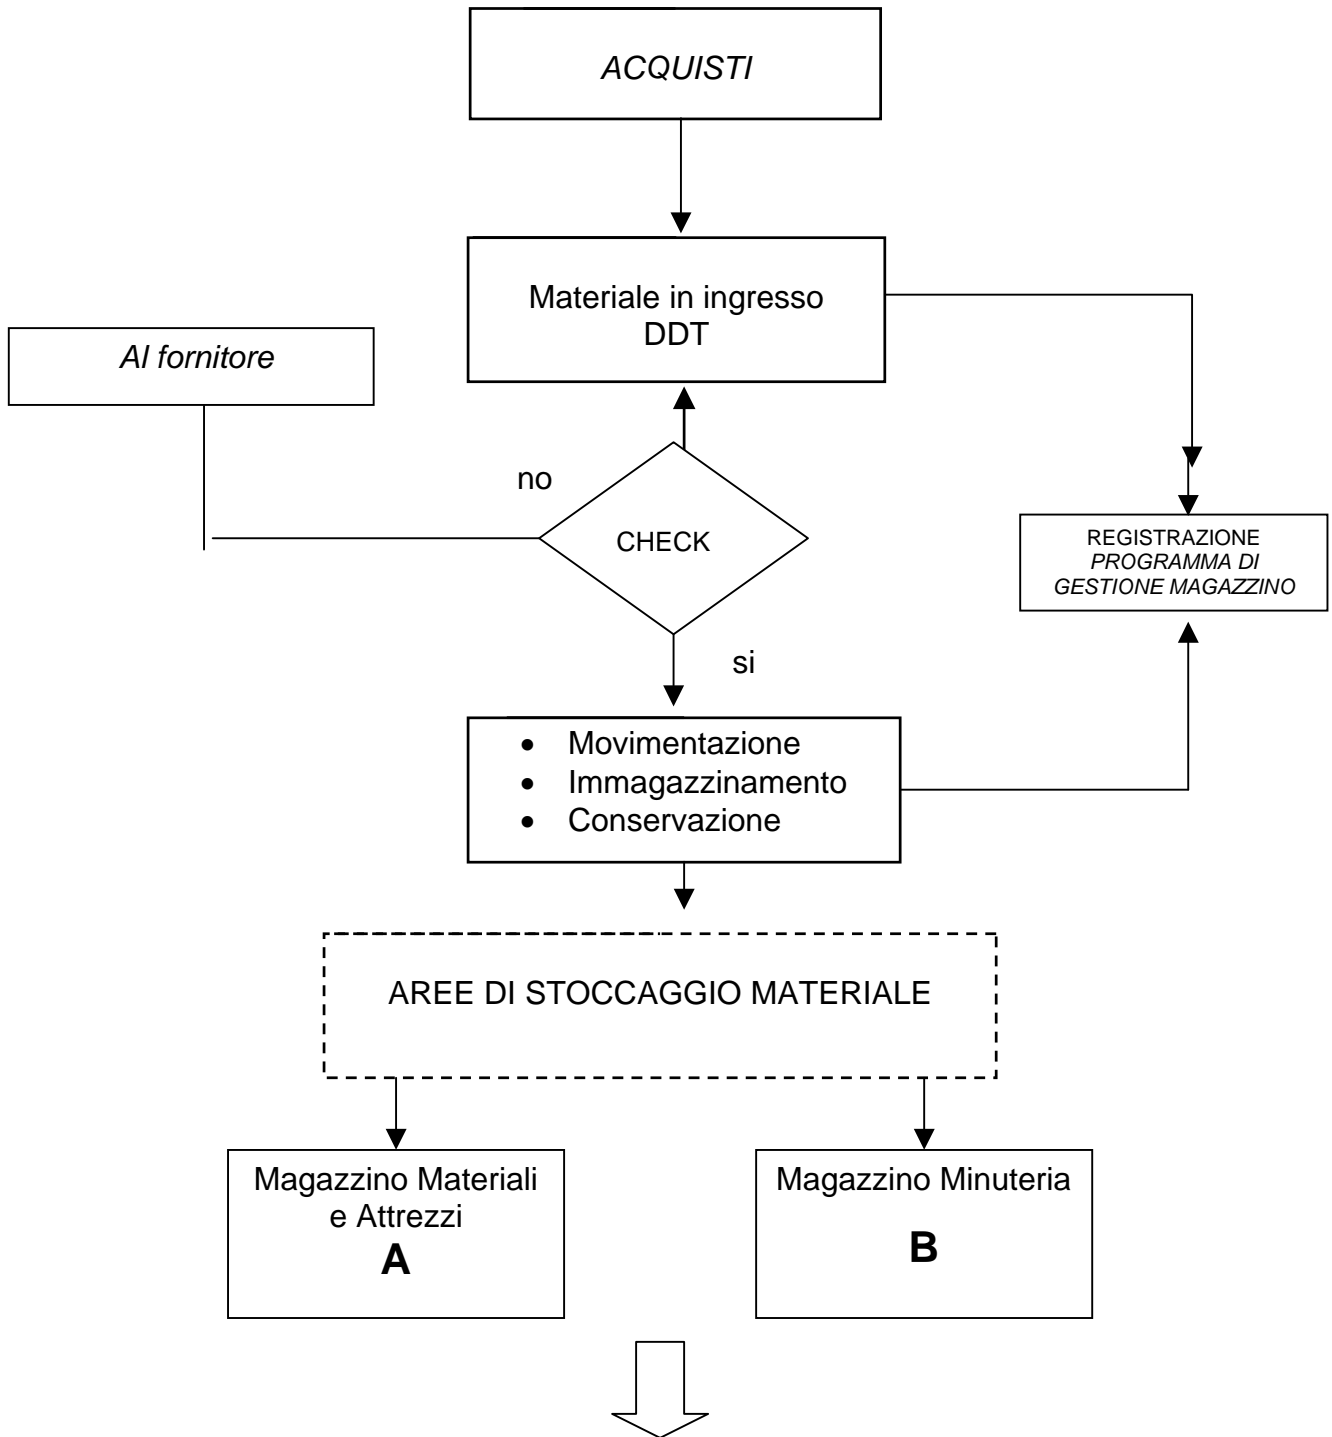 ACQUISTI
Materiale in ingresso
DDT
Al fornitore
no
CHECK
REGISTRAZIONE
PROGRAMMA DI
GESTIONE MAGAZZINO
si
• Movimentazione
• Immagazzinamento
• Conservazione
AREE DI STOCCAGGIO MATERIALE
Magazzino Materiali
e Attrezzi
A
Magazzino Minuteria
B